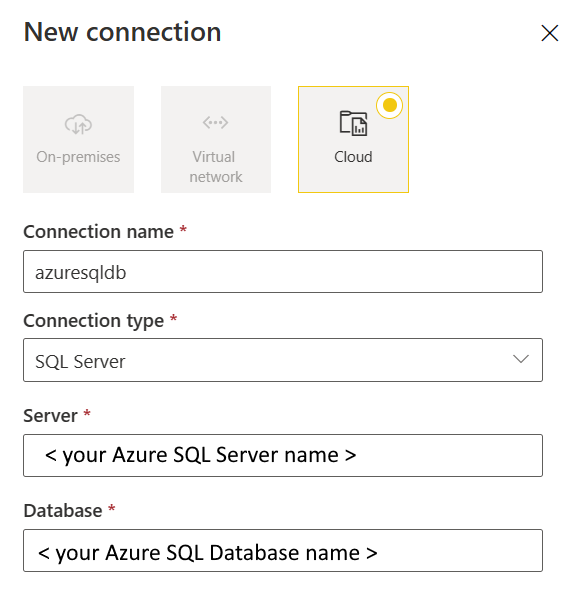 New connection
On-premises
Virtual
network
Cloud
Connection name *
azuresqldb
Connection type *
SQL Server
Server *
< your Azure SQL Server name >
Database *
< your Azure SQL Database name >